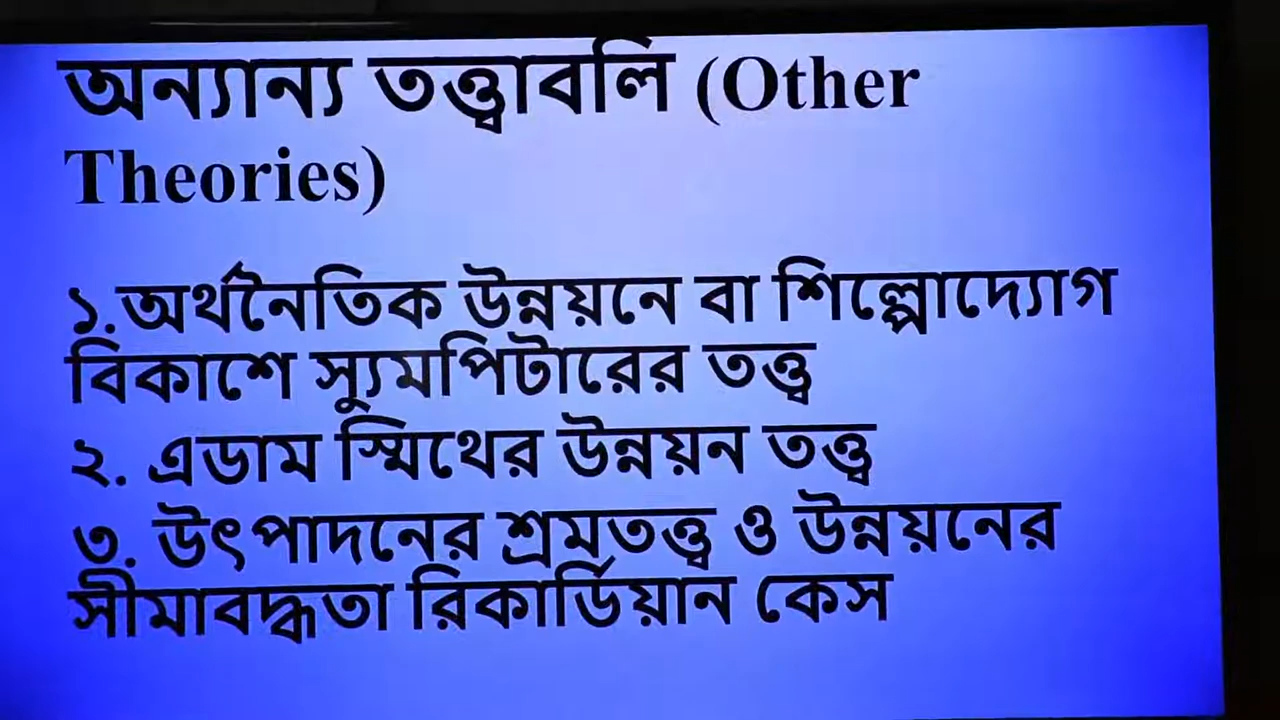 অন্যান্য তত্ত্বাবলি (Other
Theories)
১.অর্থনৈতিক উন্নয়নে বা শিল্পোদ্যোগ
বিকাশে স্যুমপিটারের তত্ত্ব
২. এডাম স্মিথের উন্নয়ন তত্ত্ব
৩. উৎপাদনের শ্রমতত্ত্ব ও উন্নয়নের
সীমাবদ্ধতা রিকার্ডিয়ান কেস